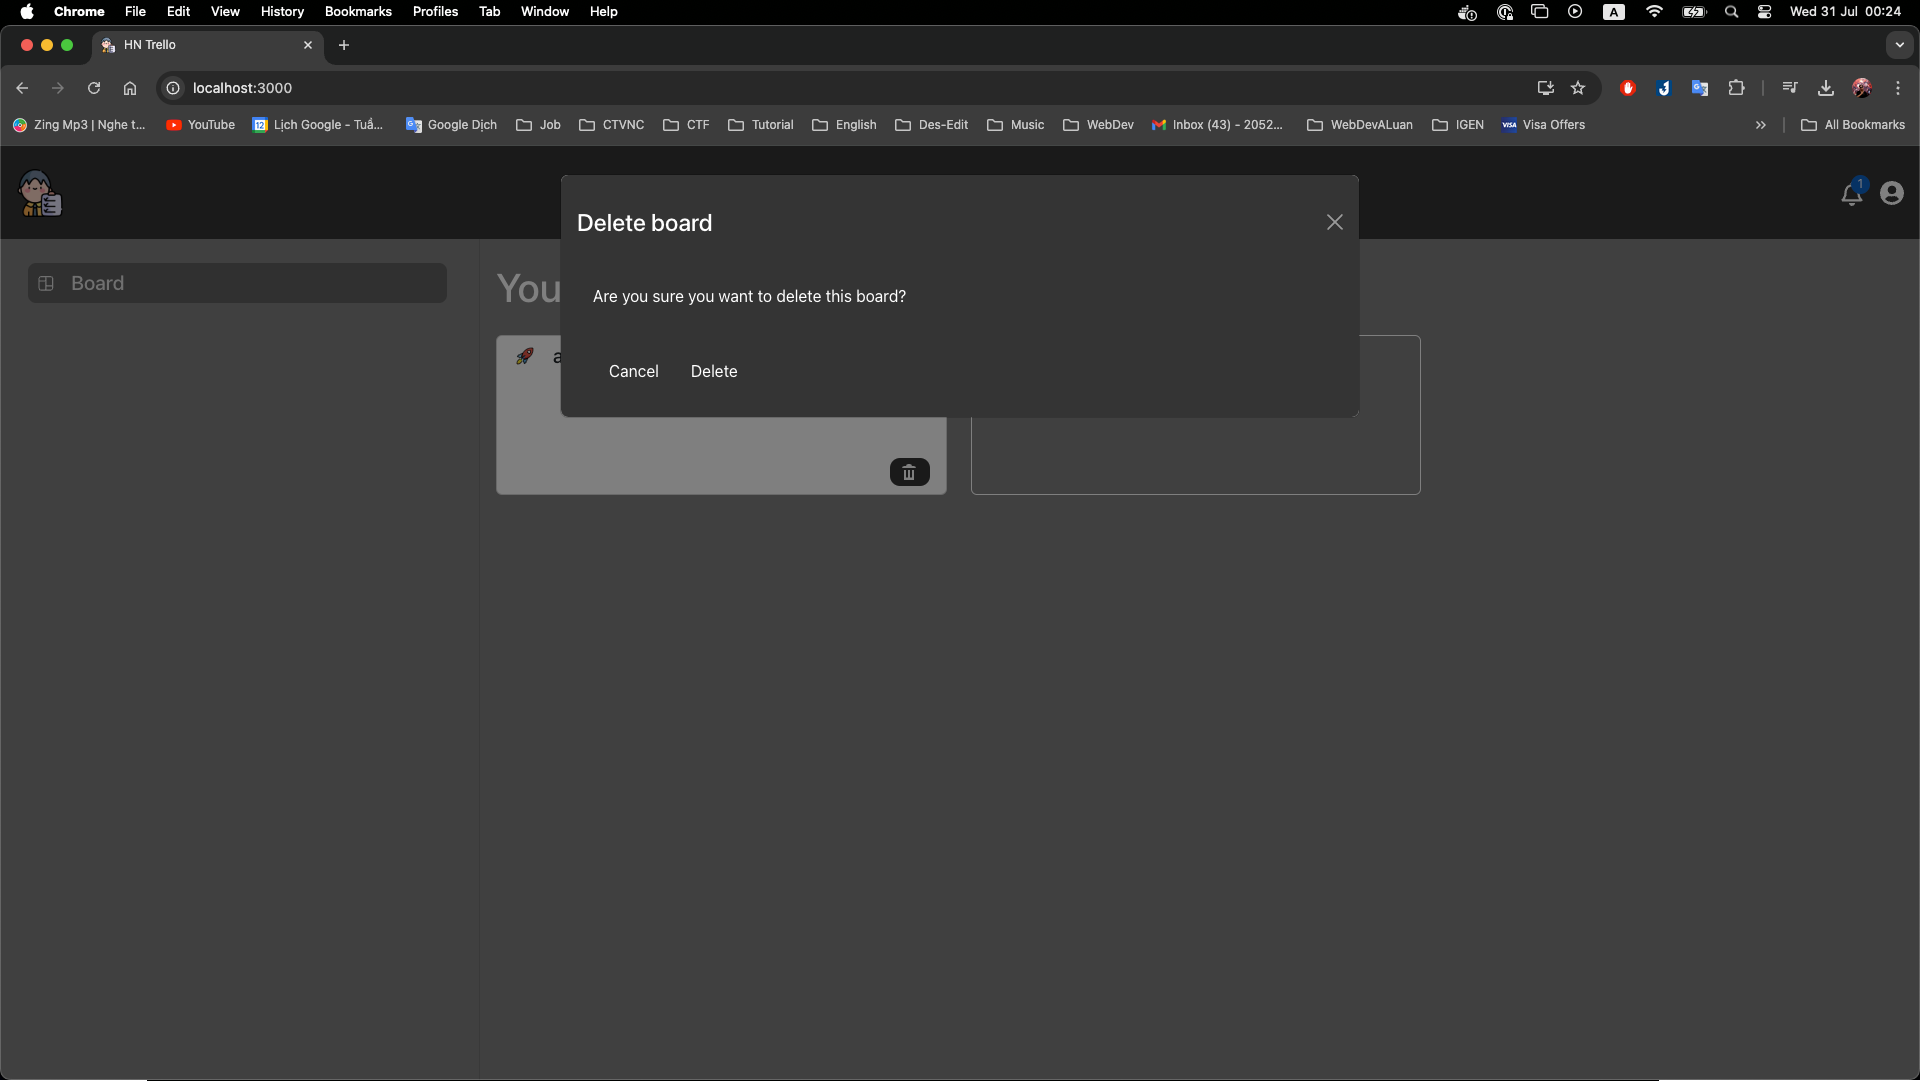 Chrome File Edit View History Bookmarks Profiles Tab Window Help A Wed 31 Jul 00:24
HN Trello
localhost:3000
Zing Mp3 | Nghe t... YouTube 12 Lịch Google - Tuầ... Google Dịch Job CTVNC CTF Tutorial English Des-Edit Music WebDev Inbox (43) - 2052... WebDevALuan IGEN VISA Visa Offers » All Bookmarks
1
Delete board
Board
You
Are you sure you want to delete this board?
a
Cancel Delete